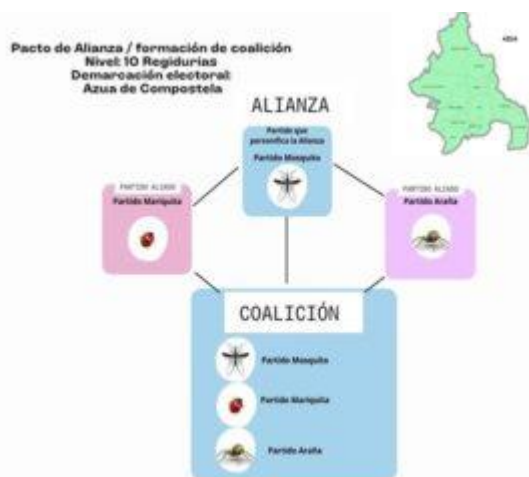 Pacto de Alianza / formación de coalición
Nivel: 10 Regidurias
Demarcación electoral:
Azua de Compostela
ALIANZA
Partido que
personifica la Alianza
Partido Mosquito
PARTIDO ALIADO
Partido Mariquita
PARTIDO ALIADO
Partido Araña
COALICIÓN
Partido Mosquito
Partido Mariquita
Partido Araña